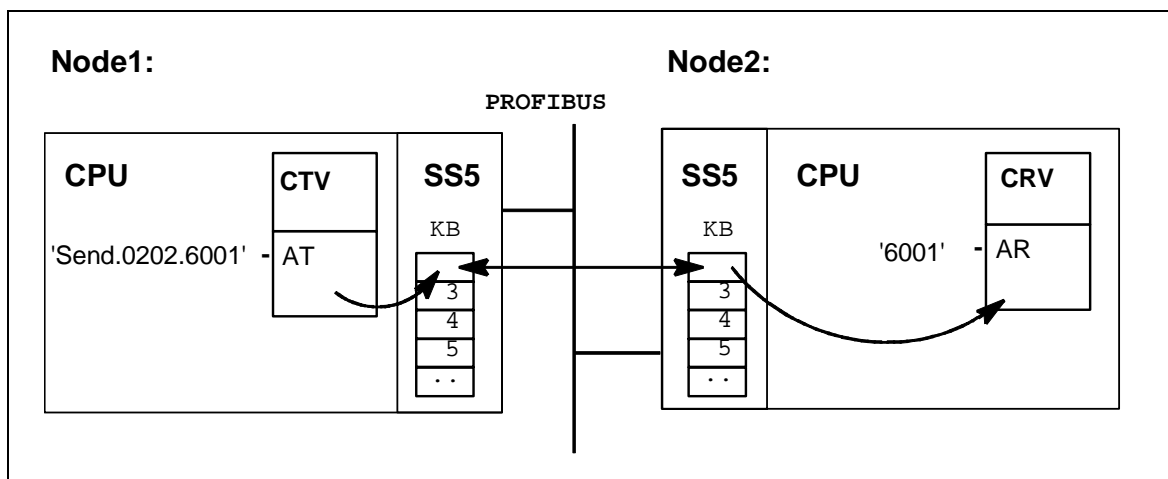 Node1:
Node2:
PROFIBUS
CPU
CTV
SS5
SS5
CPU
CRV
KB
KB
'Send.0202.6001' - AT
'6001' - AR
3
3
4
4
5
5
..
..